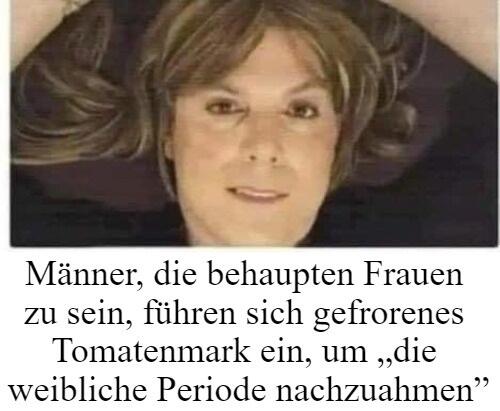 Männer, die behaupten Frauen
zu sein, führen sich gefrorenes
Tomatenmark ein, um „die
weibliche Periode nachzuahmen”